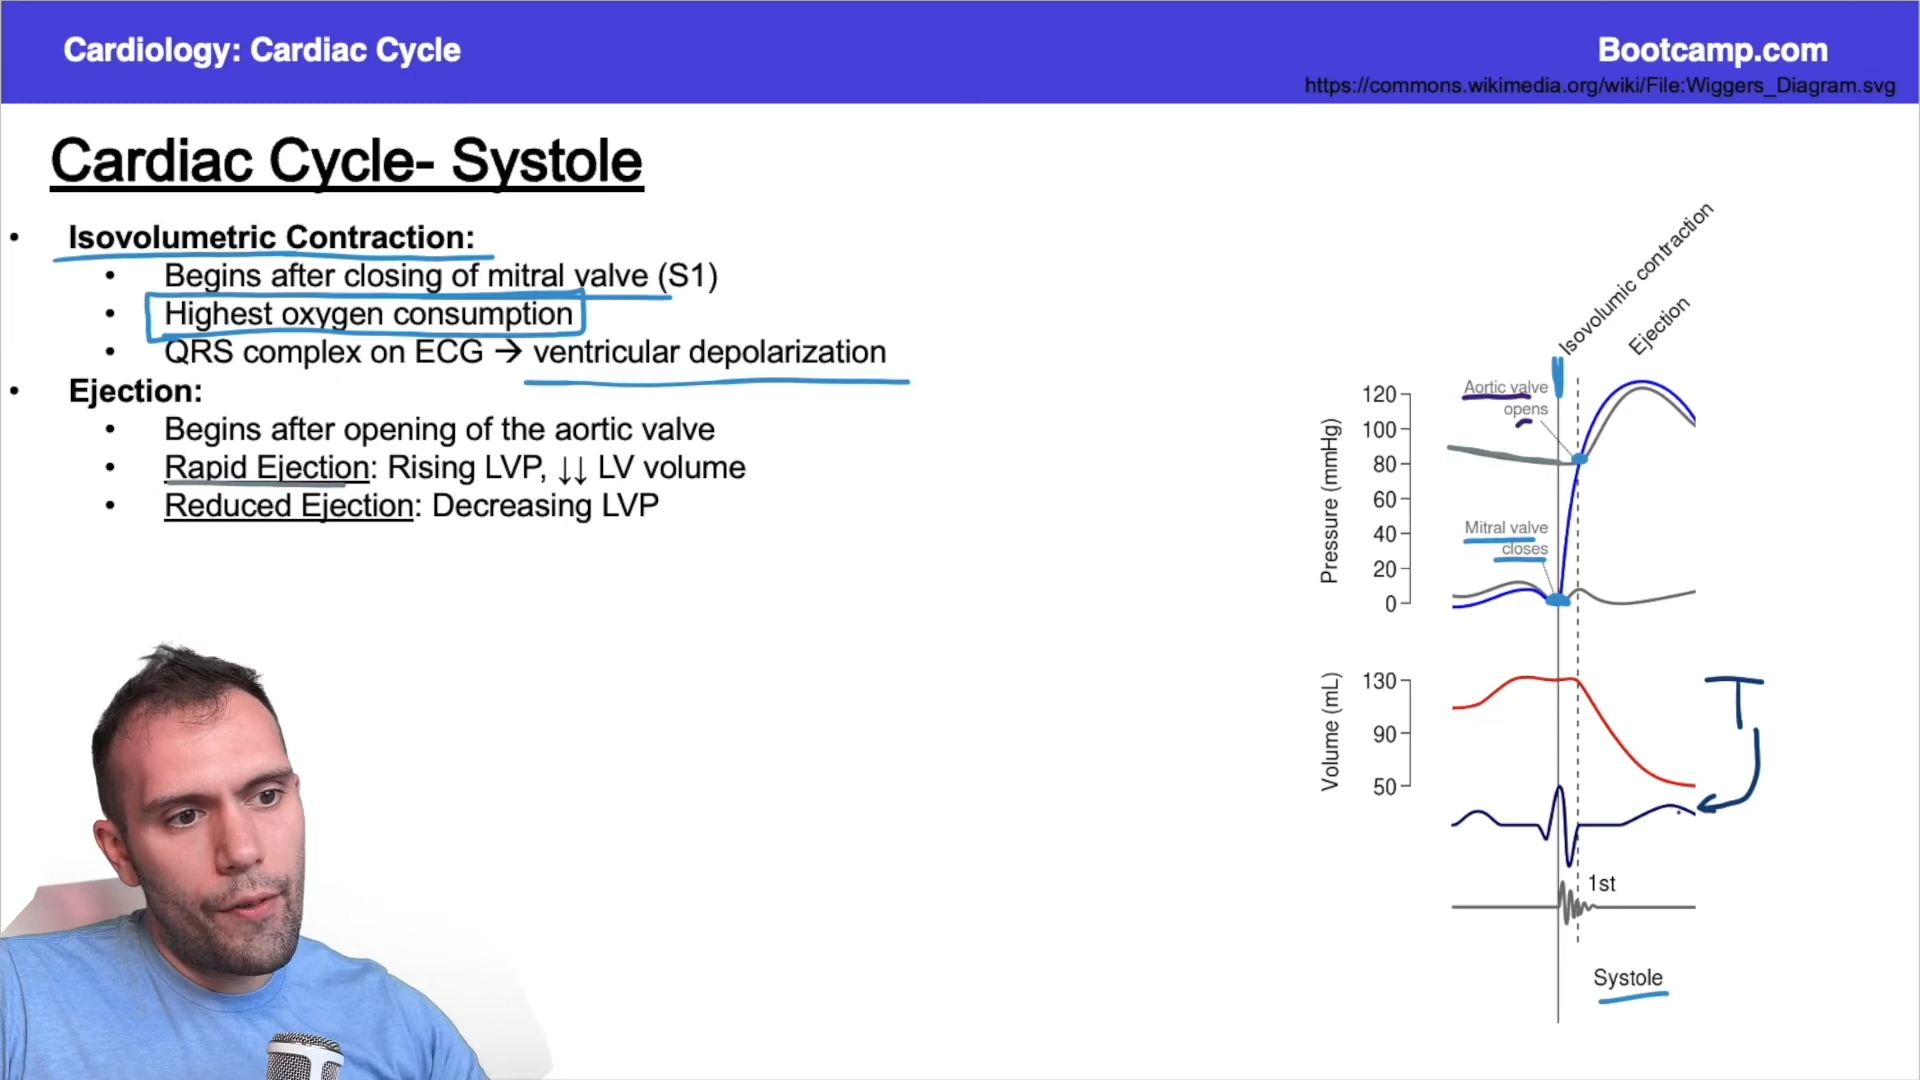 Cardiology: Cardiac Cycle
Bootcamp.com
https://commons.wikimedia.org/wiki/File:Wiggers_Diagram.svg
Cardiac Cycle- Systole
• Isovolumetric Contraction:
• Begins after closing of mitral valve (S1)
• Highest oxygen consumption
• QRS complex on ECG → ventricular depolarization
• Ejection:
• Begins after opening of the aortic valve
• Rapid Ejection: Rising LVP, ↓↓ LV volume
• Reduced Ejection: Decreasing LVP
Isovolumic contraction
Ejection
Pressure (mmHg)
120
100
80
60
40
20
0
Aortic valve
opens
Mitral valve
closes
Volume (mL)
130
90
50
T
1st
Systole